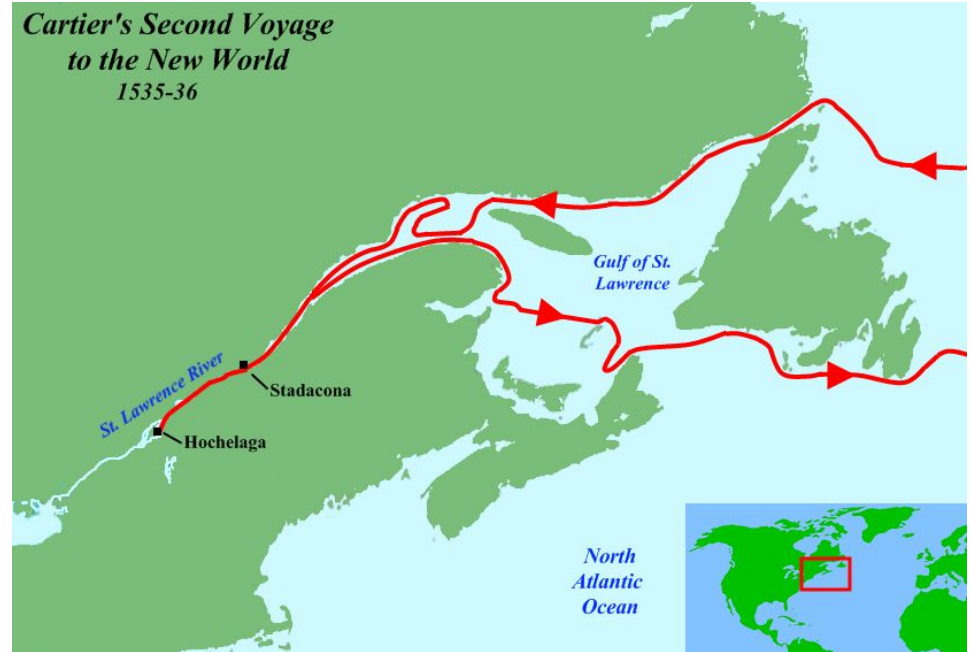 Cartier's Second Voyage
to the New World
1535-36
Gulf of St.
Lawrence
St. Lawrence River
Stadacona
Hochelaga
North
Atlantic
Ocean